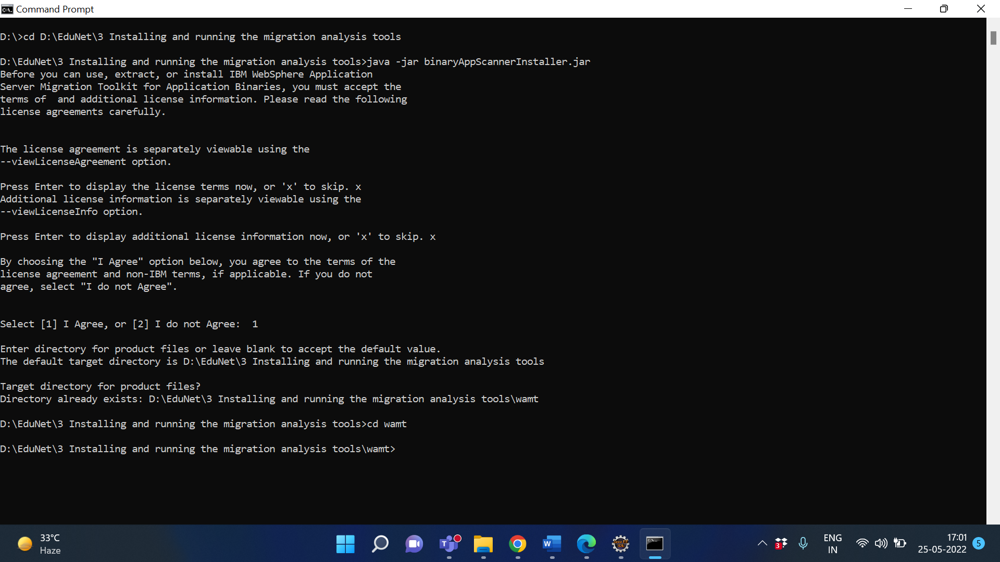 Command Prompt
D:\>cd D:\EduNet\3 Installing and running the migration analysis tools
D:\EduNet\3 Installing and running the migration analysis tools>java -jar binaryAppScannerInstaller.jar
Before you can use, extract, or install IBM WebSphere Application
Server Migration Toolkit for Application Binaries, you must accept the
terms of  and additional license information. Please read the following
license agreements carefully.
The license agreement is separately viewable using the
--viewLicenseAgreement option.
Press Enter to display the license terms now, or 'x' to skip. x
Additional license information is separately viewable using the
--viewLicenseInfo option.
Press Enter to display additional license information now, or 'x' to skip. x
By choosing the "I Agree" option below, you agree to the terms of the
license agreement and non-IBM terms, if applicable. If you do not
agree, select "I do not Agree".
Select [1] I Agree, or [2] I do not Agree:  1
Enter directory for product files or leave blank to accept the default value.
The default target directory is D:\EduNet\3 Installing and running the migration analysis tools
Target directory for product files?
Directory already exists: D:\EduNet\3 Installing and running the migration analysis tools\wamt
D:\EduNet\3 Installing and running the migration analysis tools>cd wamt
D:\EduNet\3 Installing and running the migration analysis tools\wamt>
33°C
Haze
T
W
Java EE
IDE
3
ENG
IN
17:01
25-05-2022
5